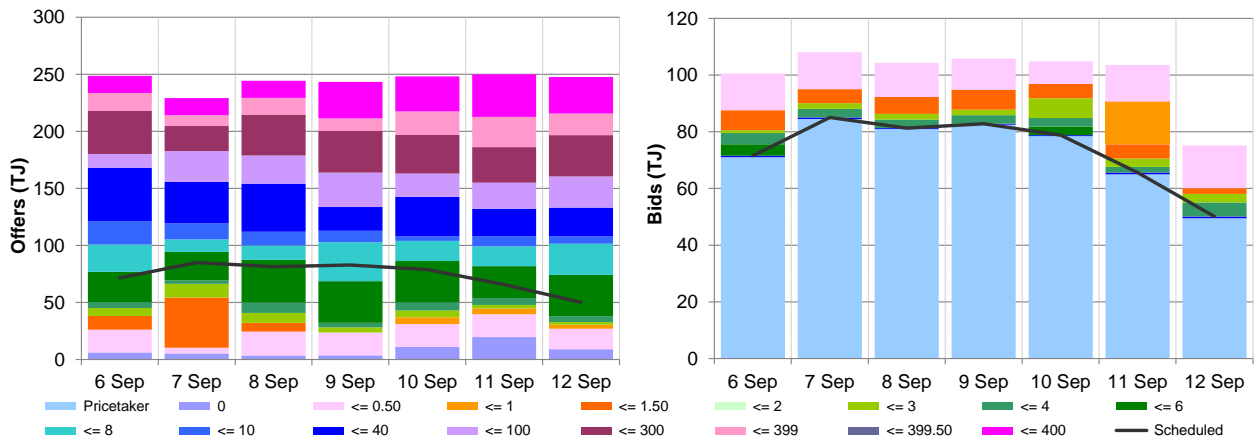 300
250
200
150
100
50
0
Offers (TJ)
6 Sep 7 Sep 8 Sep 9 Sep 10 Sep 11 Sep 12 Sep
120
100
80
60
40
20
0
Bids (TJ)
6 Sep 7 Sep 8 Sep 9 Sep 10 Sep 11 Sep 12 Sep
Pricetaker 0 <= 0.50 <= 1 <= 1.50 <= 2 <= 3 <= 4 <= 6
<= 8 <= 10 <= 40 <= 100 <= 300 <= 399 <= 399.50 <= 400 Scheduled